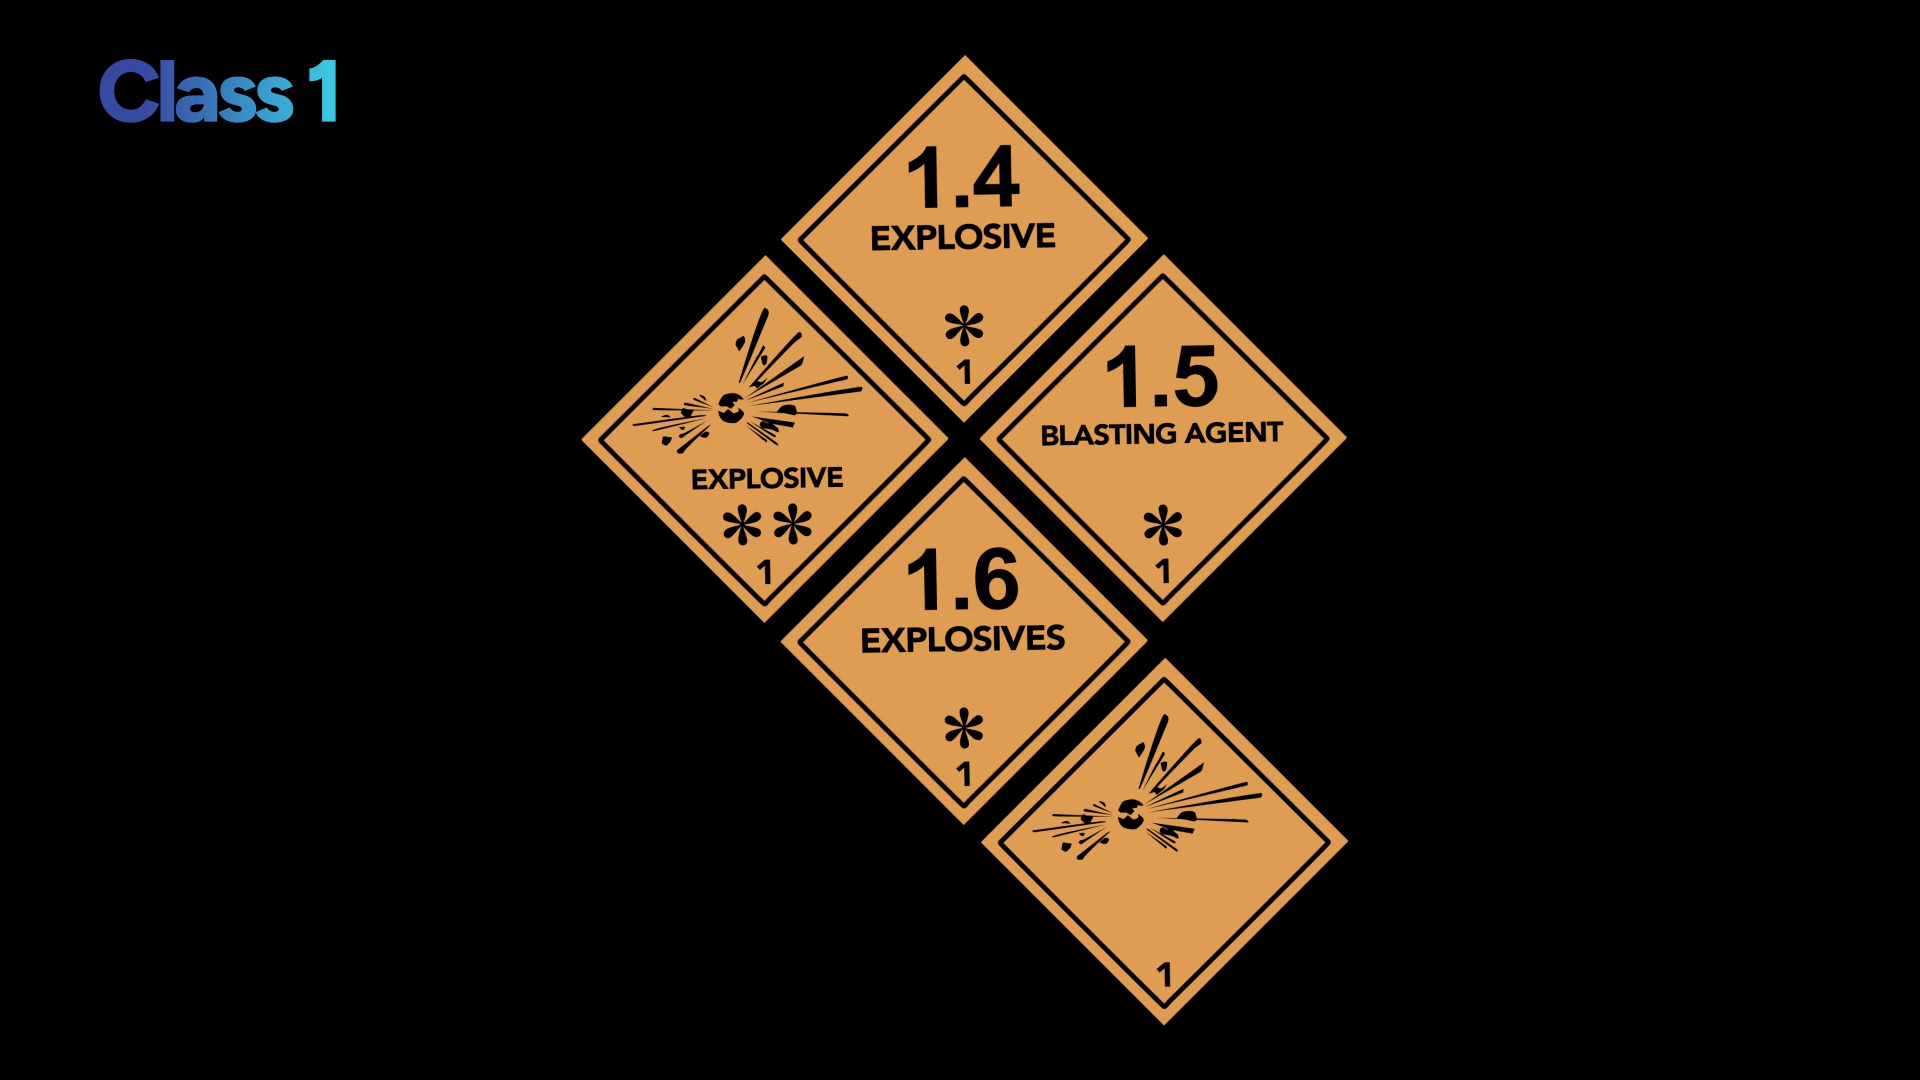 Class 1
1.4
EXPLOSIVE
*
1
EXPLOSIVE
**
1
1.5
BLASTING AGENT
*
1
1.6
EXPLOSIVES
*
1
1